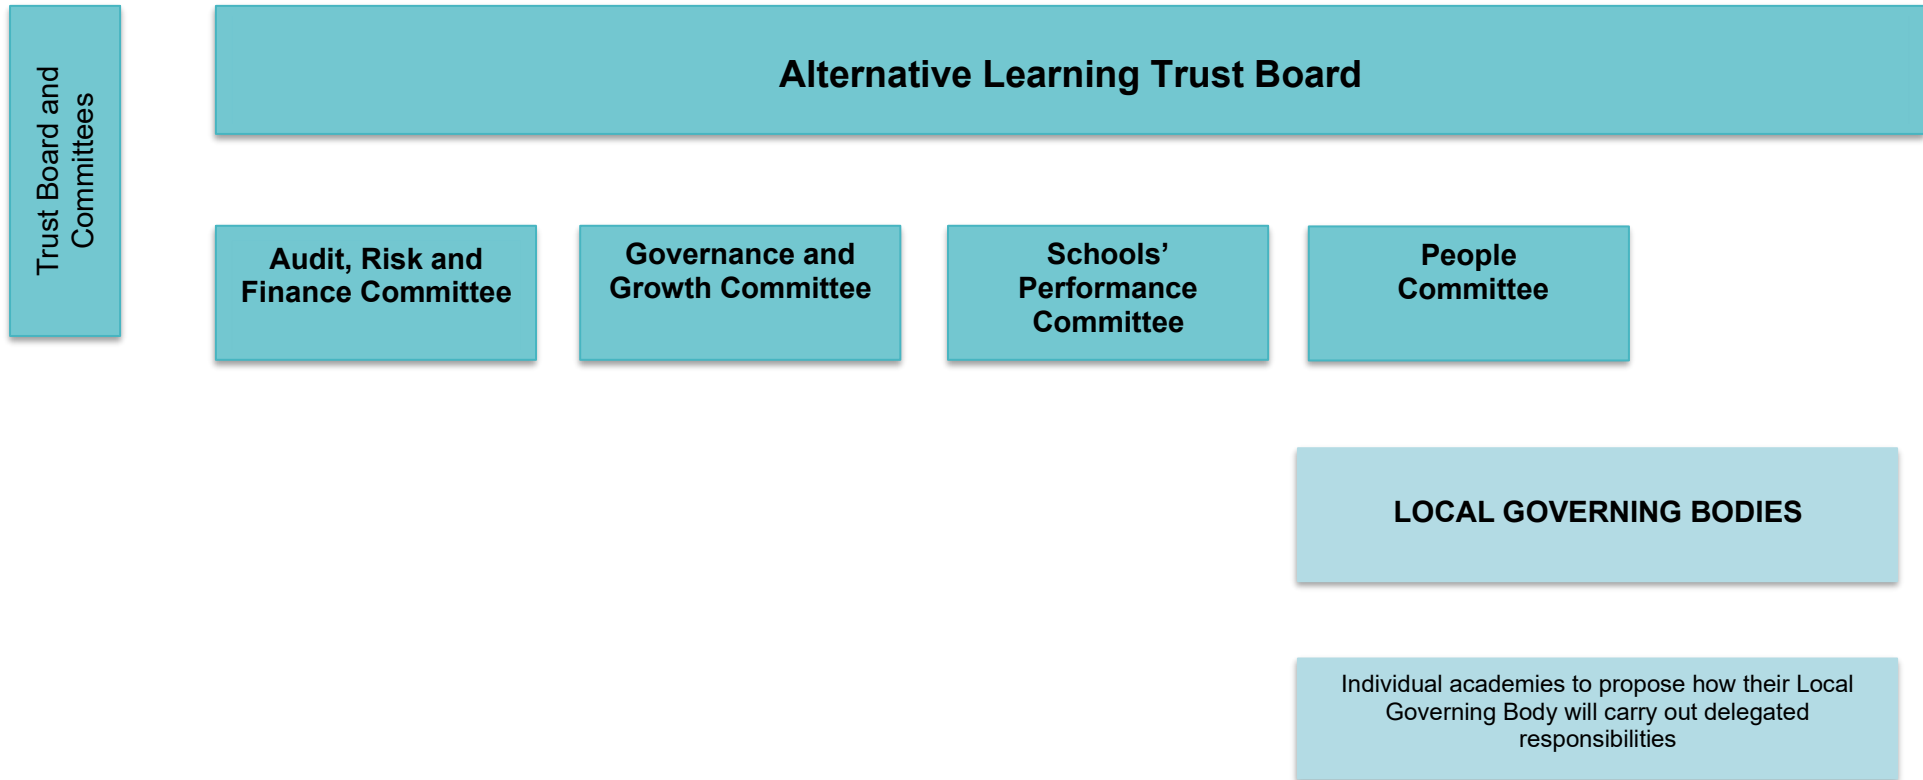 Trust Board and
Committees
Alternative Learning Trust Board
Audit, Risk and
Finance Committee
Governance and
Growth Committee
Schools’
Performance
Committee
People
Committee
LOCAL GOVERNING BODIES
Individual academies to propose how their Local
Governing Body will carry out delegated
responsibilities